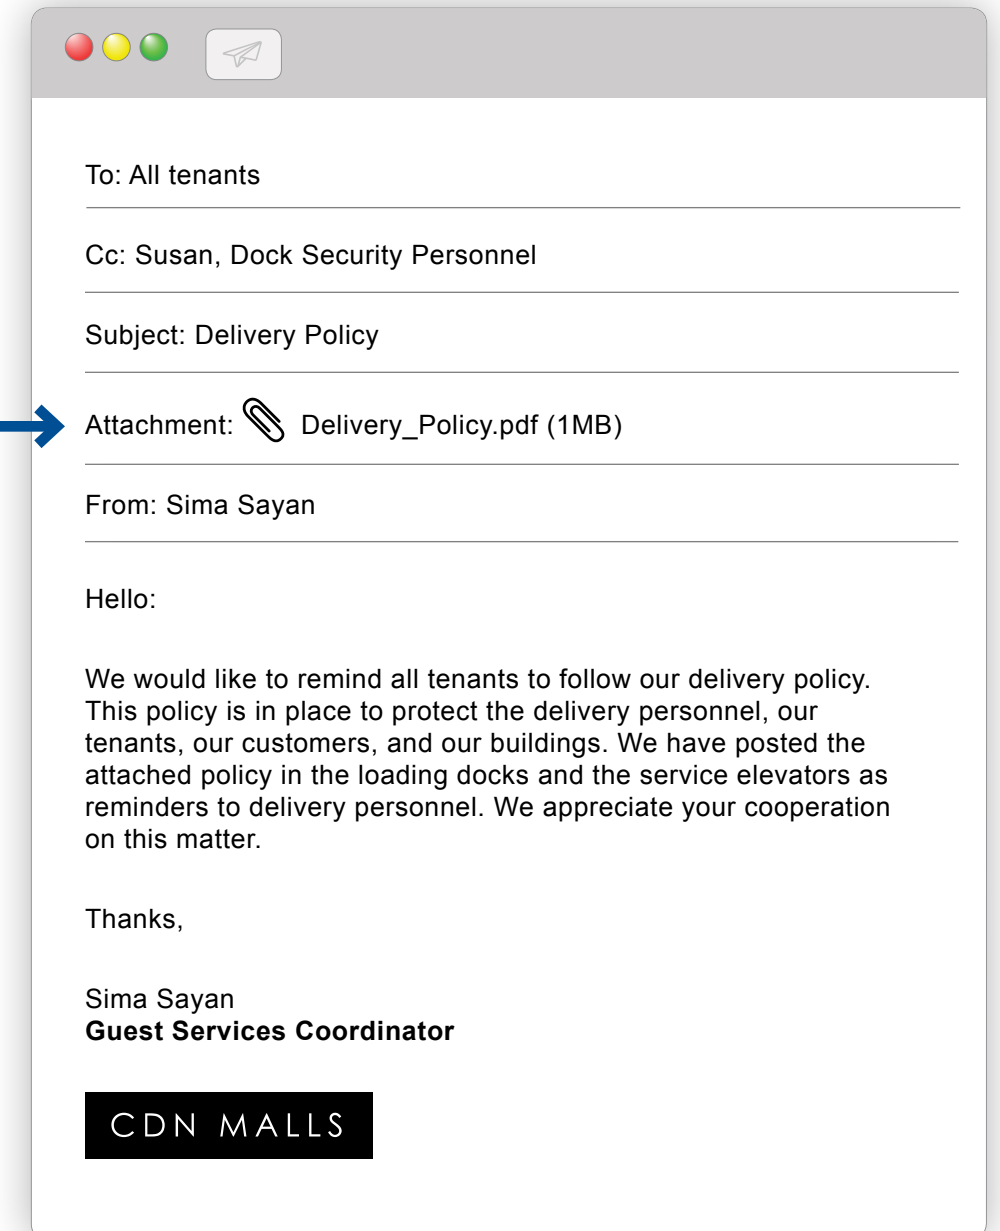 To: All tenants
Cc: Susan, Dock Security Personnel
Subject: Delivery Policy
Attachment: Delivery_Policy.pdf (1MB)
From: Sima Sayan
Hello:
We would like to remind all tenants to follow our delivery policy.
This policy is in place to protect the delivery personnel, our
tenants, our customers, and our buildings. We have posted the
attached policy in the loading docks and the service elevators as
reminders to delivery personnel. We appreciate your cooperation
on this matter.
Thanks,
Sima Sayan
Guest Services Coordinator
CDN MALLS